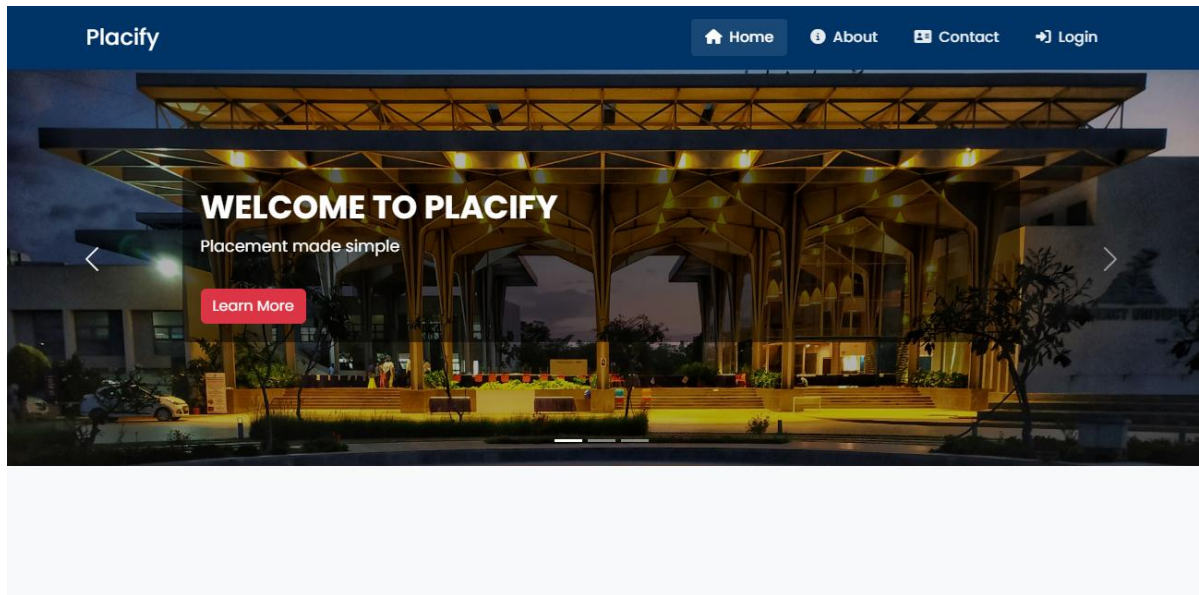 Placify
Home
About
Contact
Login
WELCOME TO PLACIFY
Placement made simple
Learn More